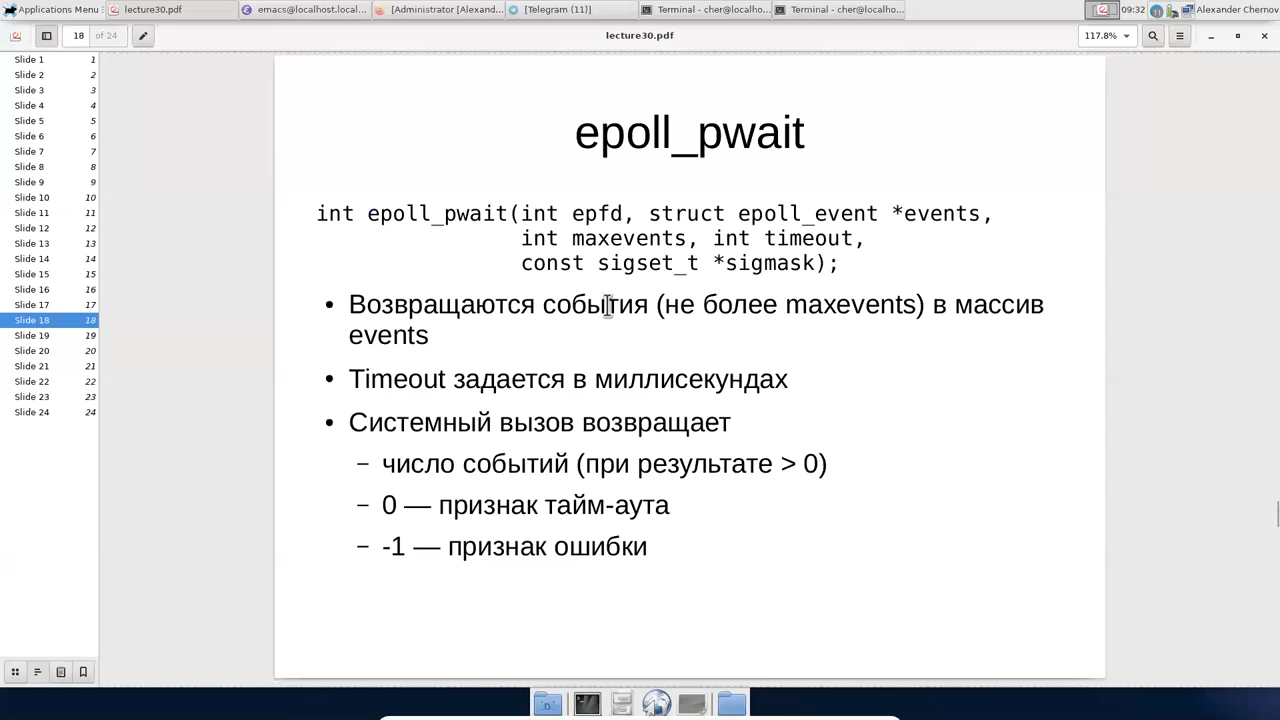 Applications Menu
lecture30.pdf
emacs@localhost.local...
[Administrator [Alexand...
[Telegram (11)]
Terminal - cher@localho...
Terminal - cher@localho...
09:32
Alexander Chernov
18 of 24
lecture30.pdf
117.8%
Slide 1 1
Slide 2 2
Slide 3 3
Slide 4 4
Slide 5 5
Slide 6 6
Slide 7 7
Slide 8 8
Slide 9 9
Slide 10 10
Slide 11 11
Slide 12 12
Slide 13 13
Slide 14 14
Slide 15 15
Slide 16 16
Slide 17 17
Slide 18 18
Slide 19 19
Slide 20 20
Slide 21 21
Slide 22 22
Slide 23 23
Slide 24 24
epoll_pwait
int epoll_pwait(int epfd, struct epoll_event *events,
int maxevents, int timeout,
const sigset_t *sigmask);
• Возвращаются события (не более maxevents) в массив
events
• Timeout задается в миллисекундах
• Системный вызов возвращает
– число событий (при результате > 0)
– 0 — признак тайм-аута
– -1 — признак ошибки